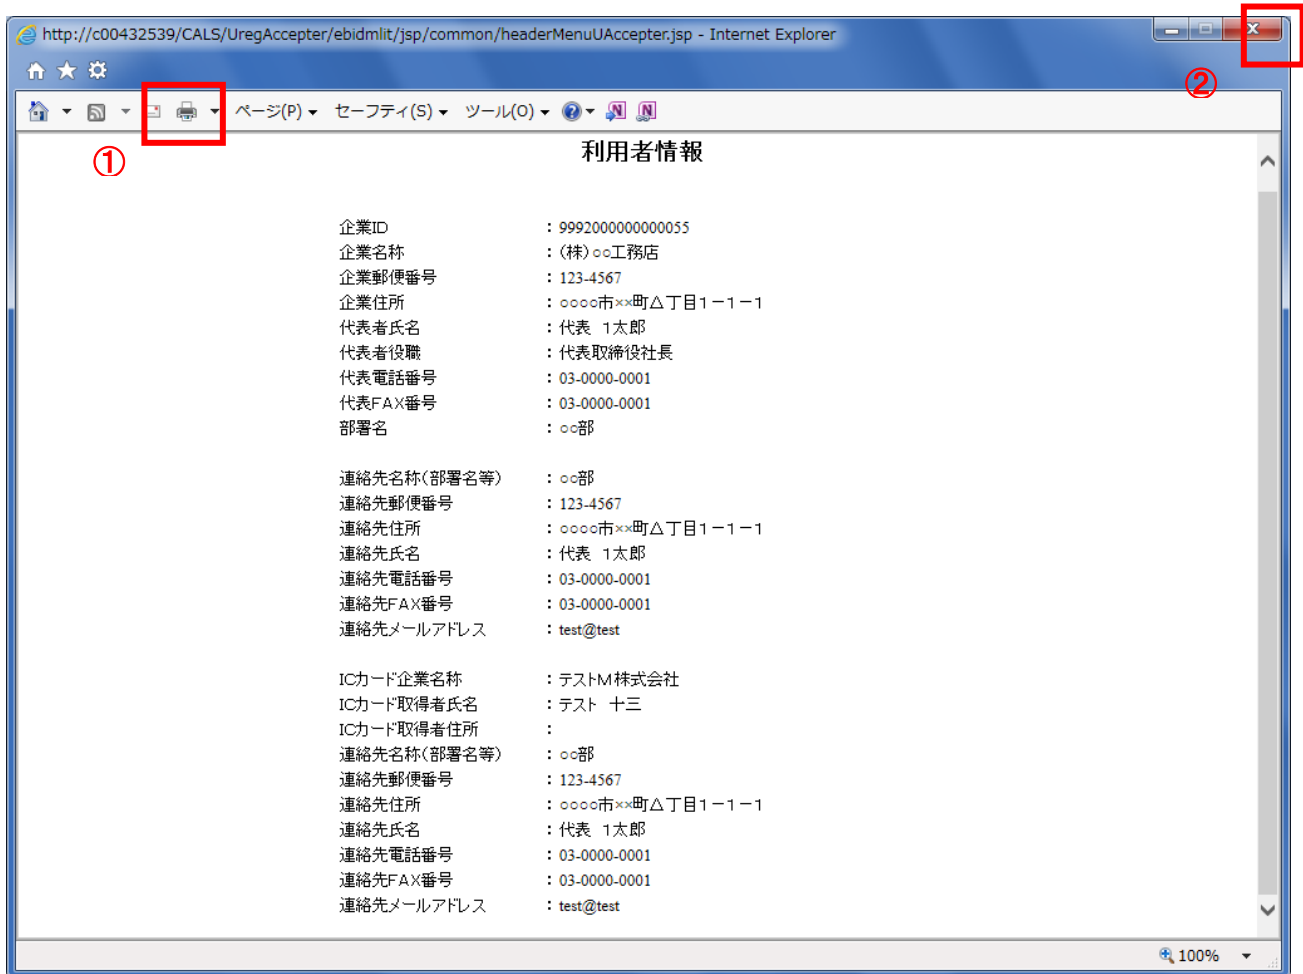 http://c00432539/CALS/UregAccepter/ebidmlit/jsp/common/headerMenuUAccepter.jsp - Internet Explorer
②
ページ(P) セーフティ(S) ツール(O)
①
利用者情報
企業ID ：9992000000000055
企業名称 ：(株)○○工務店
企業郵便番号 ：123-4567
企業住所 ：○○○○市××町△丁目1－1－1
代表者氏名 ：代表 1太郎
代表者役職 ：代表取締役社長
代表電話番号 ：03-0000-0001
代表FAX番号 ：03-0000-0001
部署名 ：○○部
連絡先名称(部署名等) ：○○部
連絡先郵便番号 ：123-4567
連絡先住所 ：○○○○市××町△丁目1－1－1
連絡先氏名 ：代表 1太郎
連絡先電話番号 ：03-0000-0001
連絡先FAX番号 ：03-0000-0001
連絡先メールアドレス ：test@test
ICカード企業名称 ：テストM株式会社
ICカード取得者氏名 ：テスト 十三
ICカード取得者住所 ：
連絡先名称(部署名等) ：○○部
連絡先郵便番号 ：123-4567
連絡先住所 ：○○○○市××町△丁目1－1－1
連絡先氏名 ：代表 1太郎
連絡先電話番号 ：03-0000-0001
連絡先FAX番号 ：03-0000-0001
連絡先メールアドレス ：test@test
100%